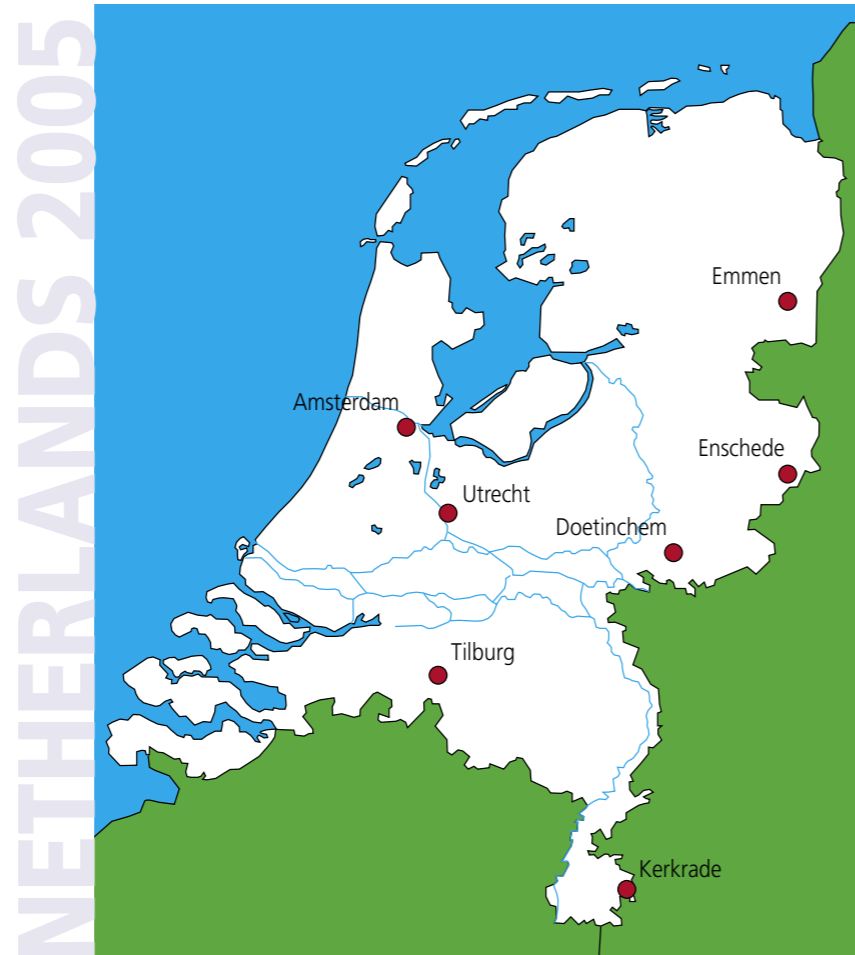 NETHERLANDS 2005
Emmen
Amsterdam
Enschede
Utrecht
Doetinchem
Tilburg
Kerkrade